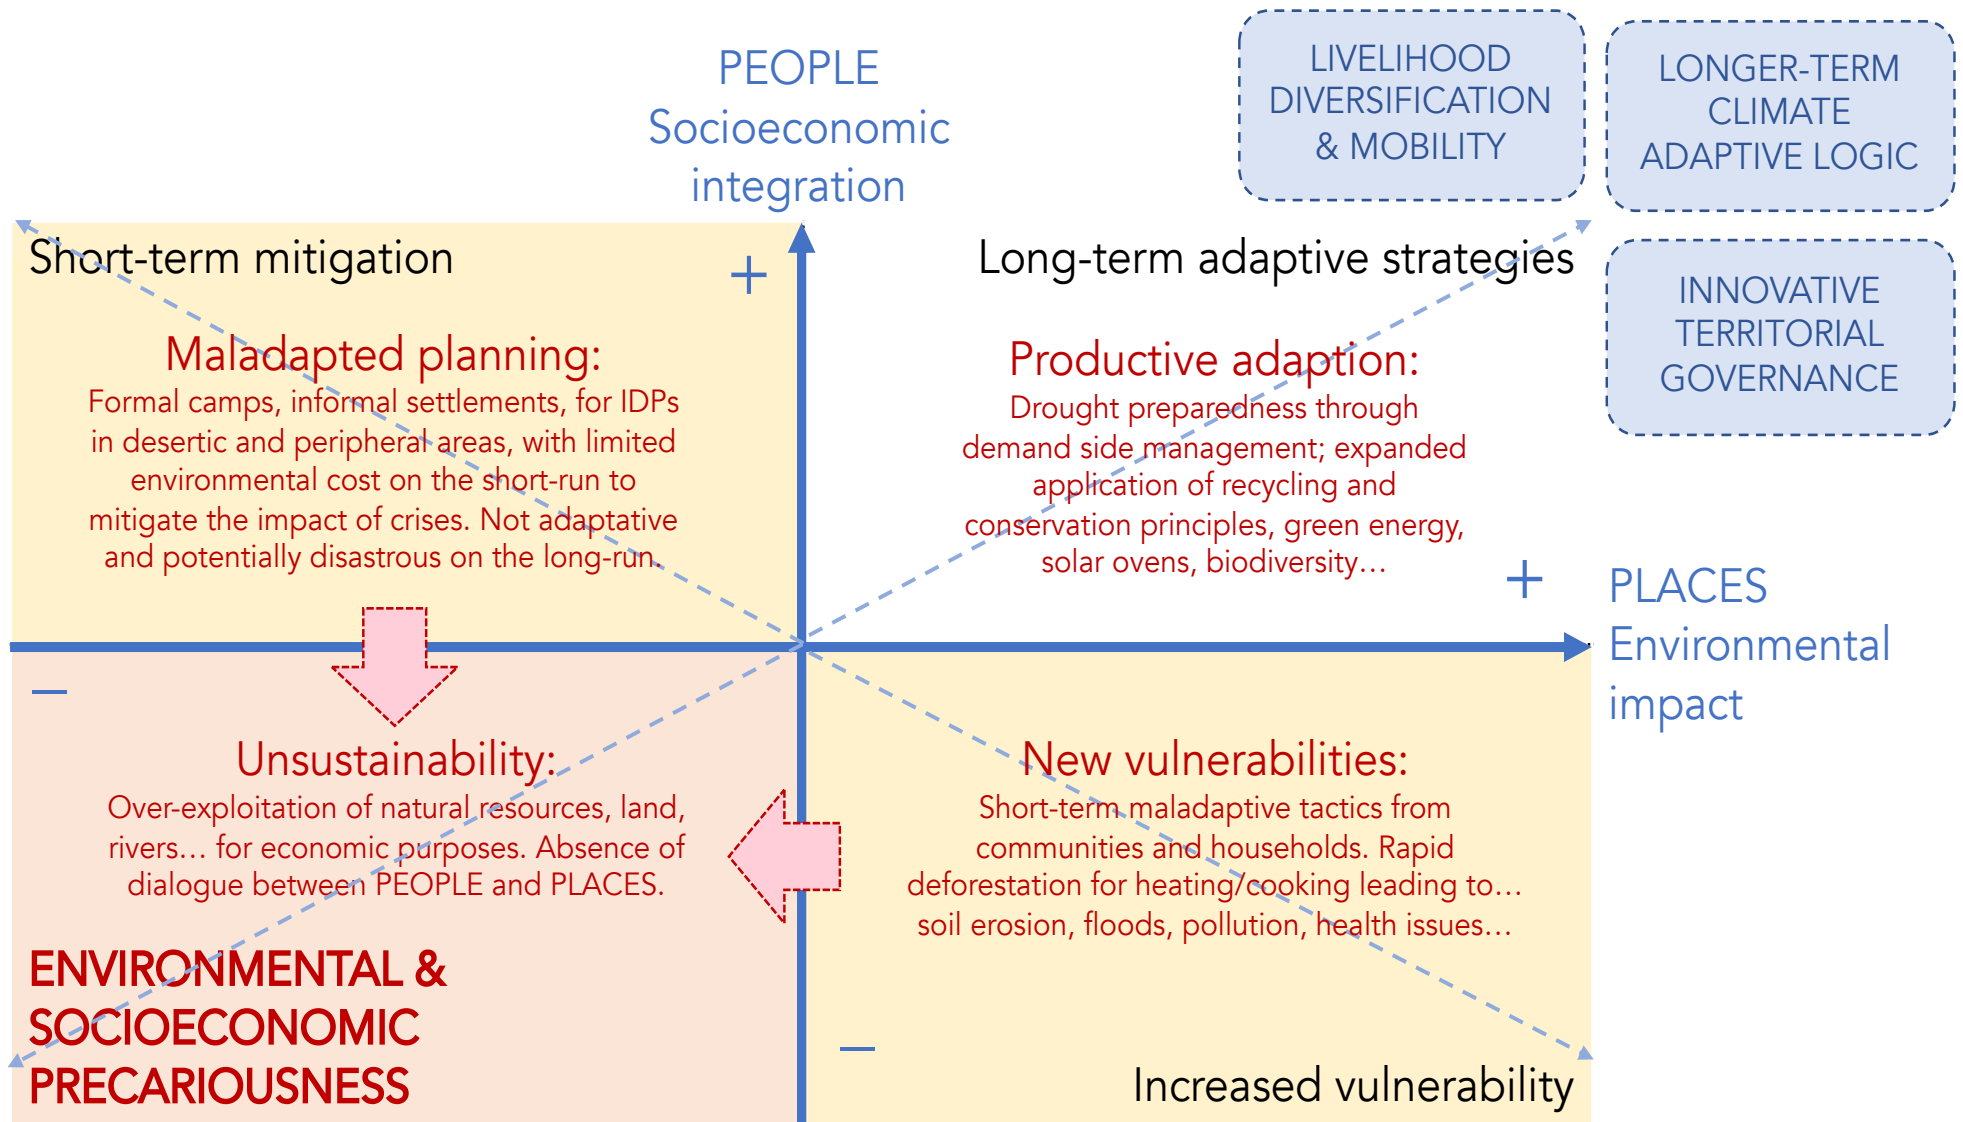 PEOPLE
Socioeconomic
integration
LIVELIHOOD
DIVERSIFICATION
& MOBILITY
LONGER-TERM
CLIMATE
ADAPTIVE LOGIC
INNOVATIVE
TERRITORIAL
GOVERNANCE
Short-term mitigation
+
Maladapted planning:
Formal camps, informal settlements, for IDPs
in desertic and peripheral areas, with limited
environmental cost on the short-run to
mitigate the impact of crises. Not adaptative
and potentially disastrous on the long-run.
Long-term adaptive strategies
Productive adaption:
Drought preparedness through
demand side management; expanded
application of recycling and
conservation principles, green energy,
solar ovens, biodiversity…
+
PLACES
Environmental
impact
–
Unsustainability:
Over-exploitation of natural resources, land,
rivers… for economic purposes. Absence of
dialogue between PEOPLE and PLACES.
ENVIRONMENTAL &
SOCIOECONOMIC
PRECARIOUSNESS
New vulnerabilities:
Short-term maladaptive tactics from
communities and households. Rapid
deforestation for heating/cooking leading to…
soil erosion, floods, pollution, health issues…
–
Increased vulnerability